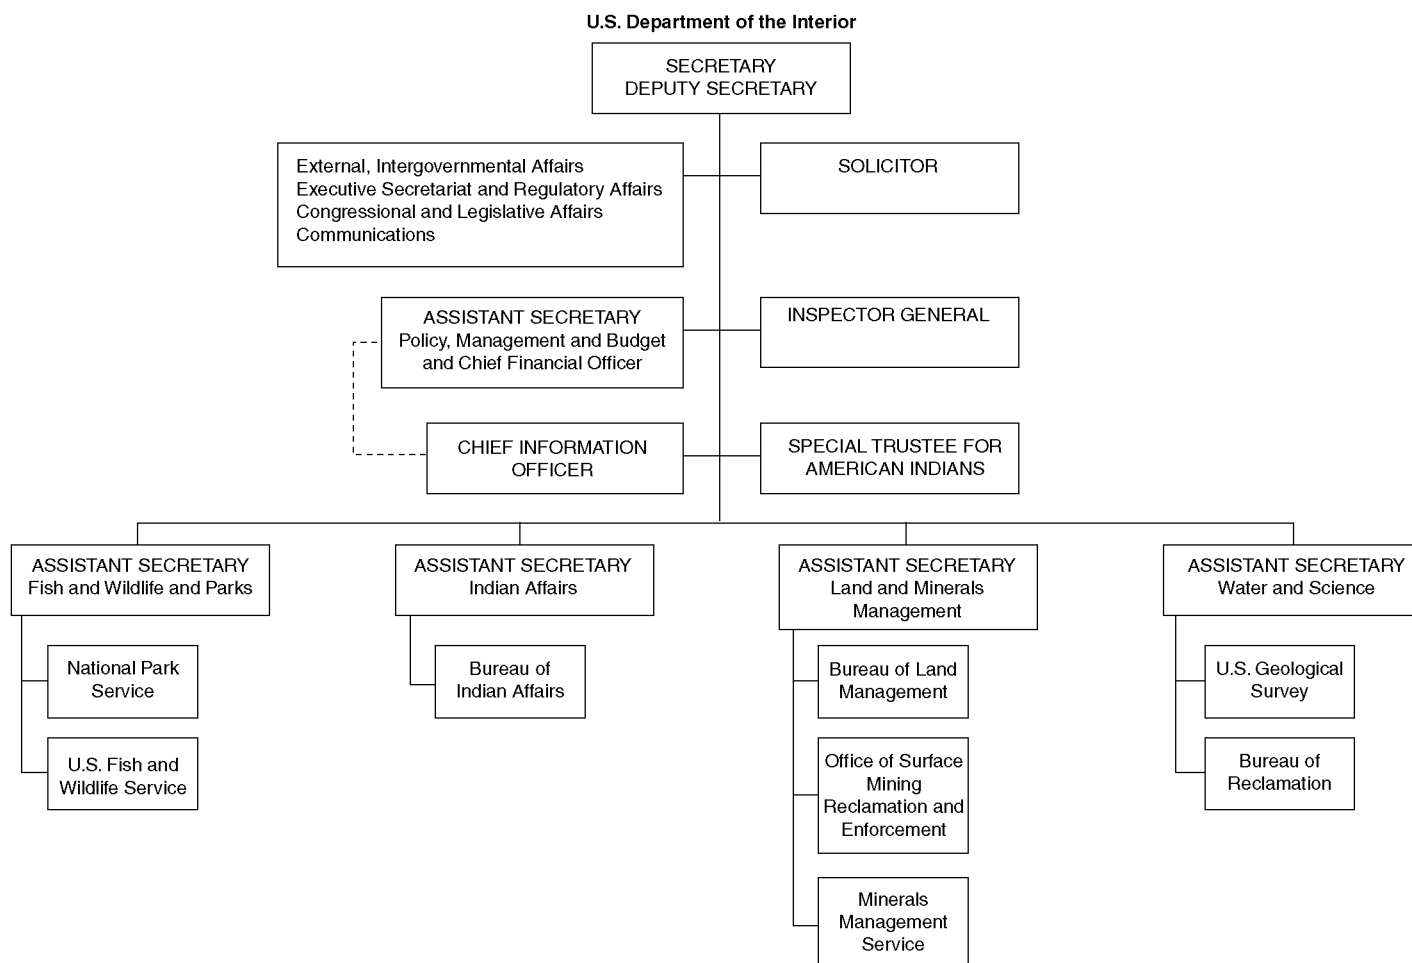 U.S. Department of the Interior
SECRETARY
DEPUTY SECRETARY
External, Intergovernmental Affairs
Executive Secretariat and Regulatory Affairs
Congressional and Legislative Affairs
Communications
SOLICITOR
ASSISTANT SECRETARY
Policy, Management and Budget
and Chief Financial Officer
INSPECTOR GENERAL
CHIEF INFORMATION
OFFICER
SPECIAL TRUSTEE FOR
AMERICAN INDIANS
ASSISTANT SECRETARY
Fish and Wildlife and Parks
ASSISTANT SECRETARY
Indian Affairs
ASSISTANT SECRETARY
Land and Minerals
Management
ASSISTANT SECRETARY
Water and Science
National Park
Service
U.S. Fish and
Wildlife Service
Bureau of
Indian Affairs
Bureau of Land
Management
Office of Surface
Mining
Reclamation and
Enforcement
Minerals
Management
Service
U.S. Geological
Survey
Bureau of
Reclamation